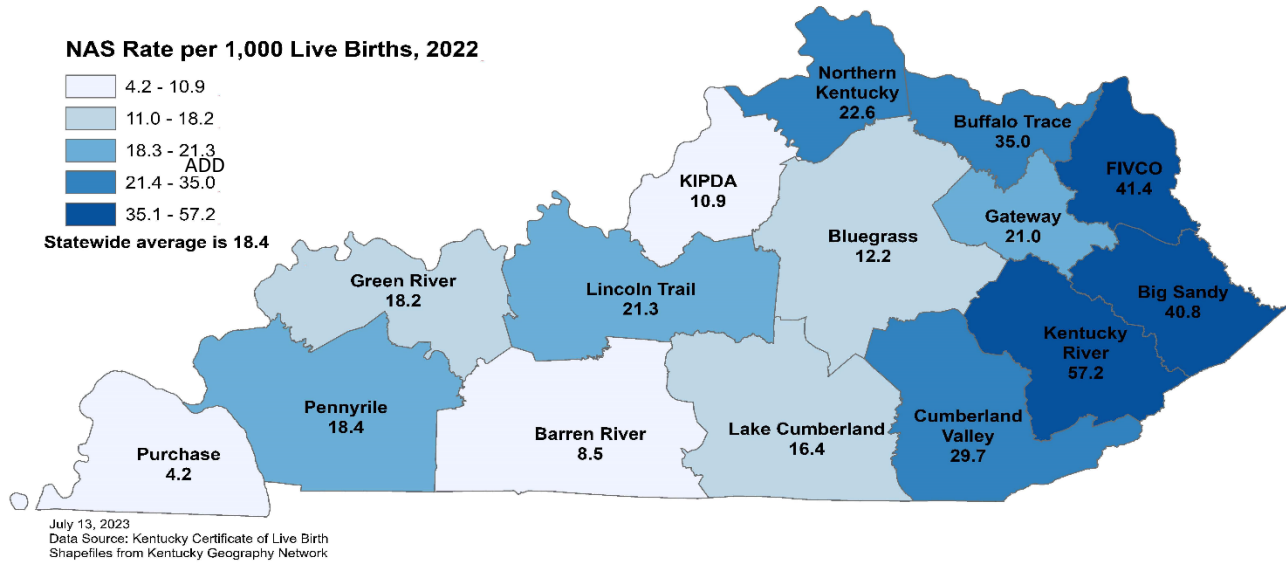 NAS Rate per 1,000 Live Births, 2022
4.2 - 10.9
11.0 - 18.2
18.3 - 21.3
ADD
21.4 - 35.0
35.1 - 57.2
Statewide average is 18.4
Northern
Kentucky
22.6
Buffalo Trace
35.0
FIVCO
41.4
KIPDA
10.9
Gateway
21.0
Bluegrass
12.2
Green River
18.2
Lincoln Trail
21.3
Big Sandy
40.8
Kentucky
River
57.2
Pennyrile
18.4
Barren River
8.5
Lake Cumberland
16.4
Cumberland
Valley
29.7
Purchase
4.2
July 13, 2023
Data Source: Kentucky Certificate of Live Birth
Shapefiles from Kentucky Geography Network